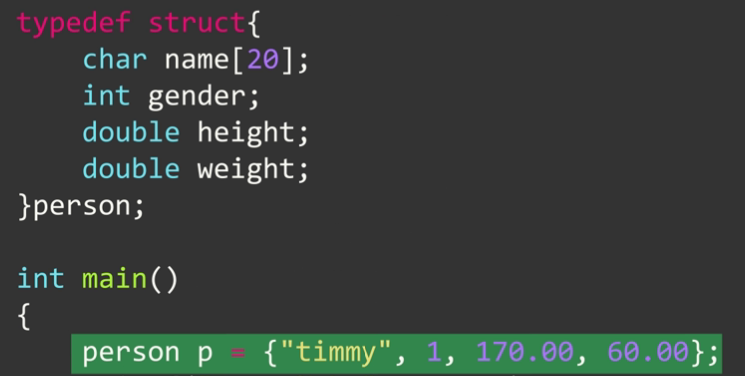 typedef struct{
    char name[20];
    int gender;
    double height;
    double weight;
}person;

int main()
{
    person p = {"timmy", 1, 170.00, 60.00};